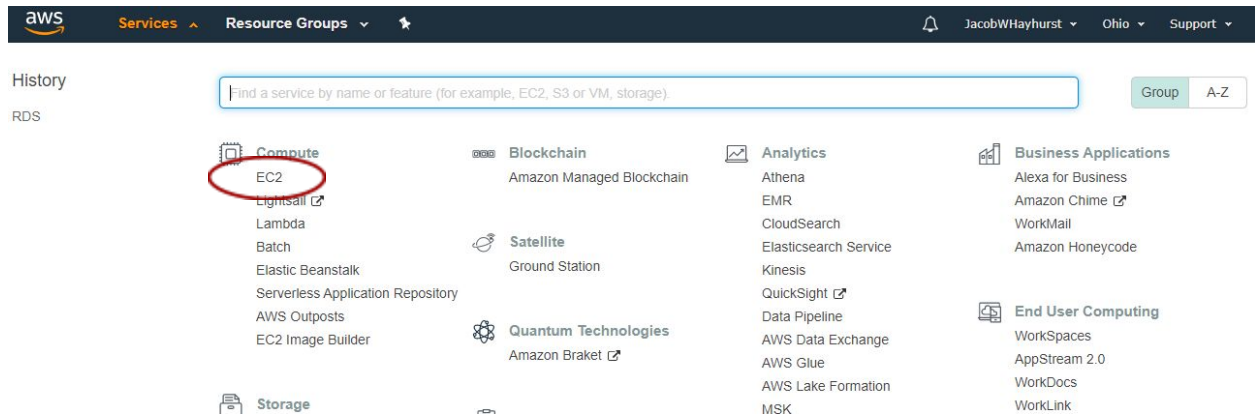 aws Services Resource Groups JacobWHayhurst Ohio Support
History
RDS
Find a service by name or feature (for example, EC2, S3 or VM, storage).
Group A-Z
Compute
EC2
Lightsail
Lambda
Batch
Elastic Beanstalk
Serverless Application Repository
AWS Outposts
EC2 Image Builder
Storage
Blockchain
Amazon Managed Blockchain
Satellite
Ground Station
Quantum Technologies
Amazon Braket
Analytics
Athena
EMR
CloudSearch
Elasticsearch Service
Kinesis
QuickSight
Data Pipeline
AWS Data Exchange
AWS Glue
AWS Lake Formation
MSK
Business Applications
Alexa for Business
Amazon Chime
WorkMail
Amazon Honeycode
End User Computing
WorkSpaces
AppStream 2.0
WorkDocs
WorkLink